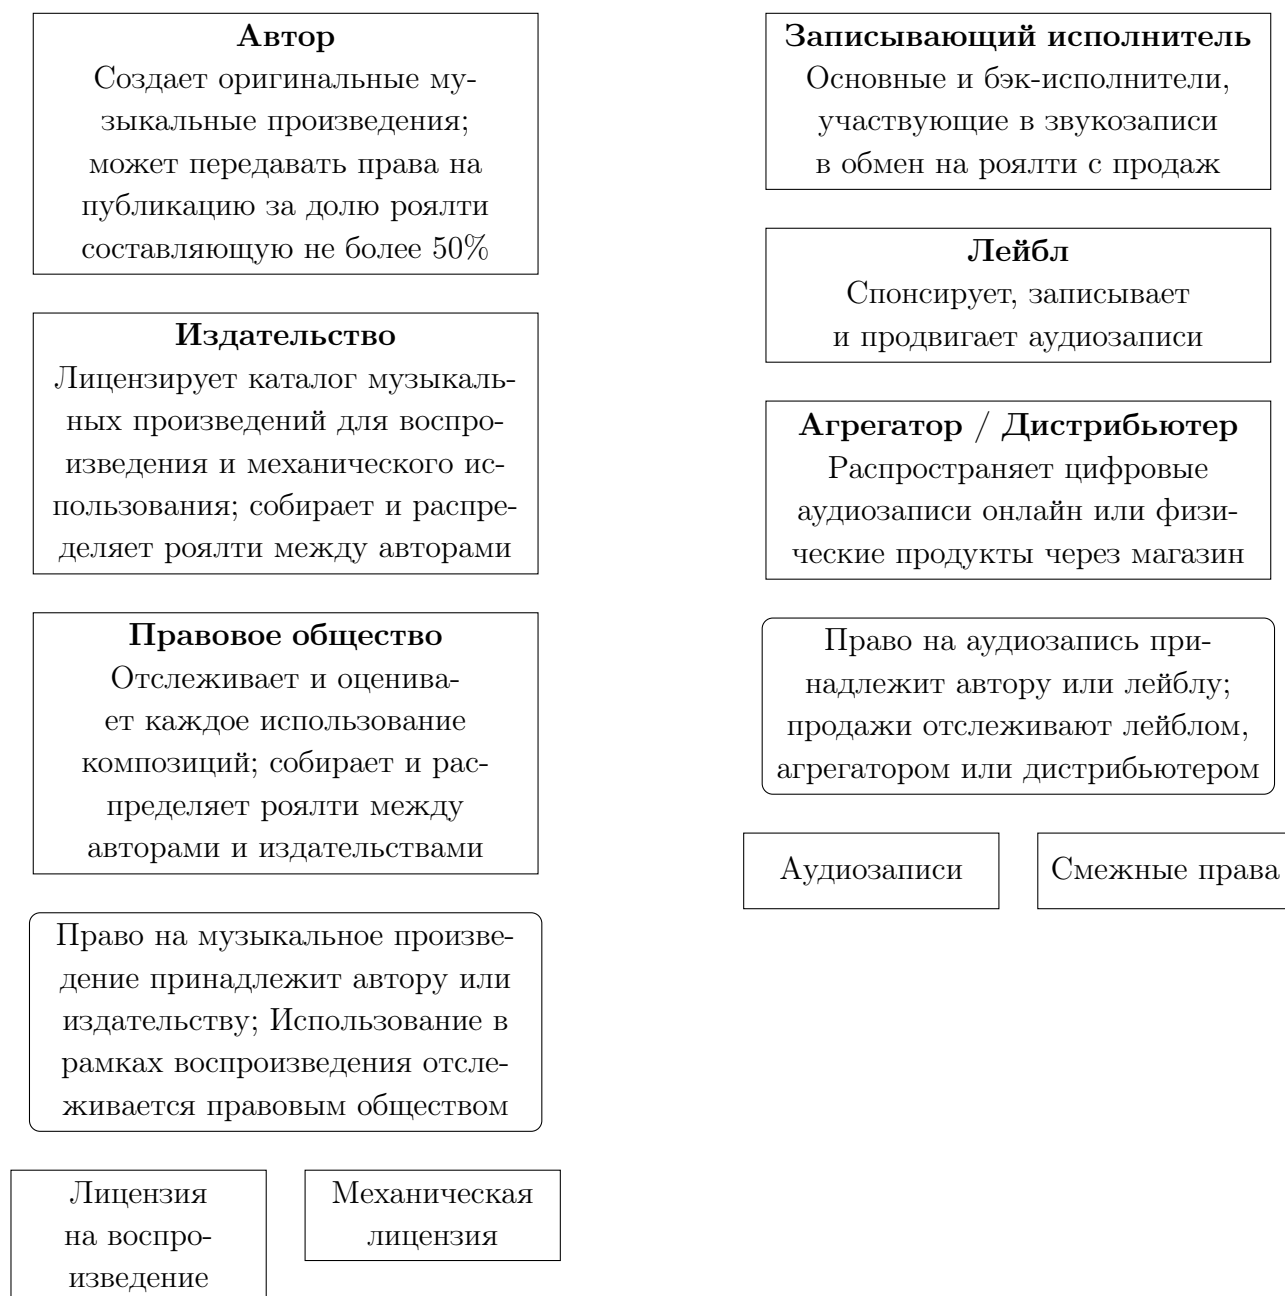 Автор
Создает оригинальные му-
зыкальные произведения;
может передавать права на
публикацию за долю роялти
составляющую не более 50%
Издательство
Лицензирует каталог музыкаль-
ных произведений для воспро-
изведения и механического ис-
пользования; собирает и распре-
деляет роялти между авторами
Правовое общество
Отслеживает и оценива-
ет каждое использование
композиций; собирает и рас-
пределяет роялти между
авторами и издательствами
Право на музыкальное произве-
дение принадлежит автору или
издательству; Использование в
рамках воспроизведения отсле-
живается правовым обществом
Лицензия
на воспро-
изведение
Механическая
лицензия
Записывающий исполнитель
Основные и бэк-исполнители,
участвующие в звукозаписи
в обмен на роялти с продаж
Лейбл
Спонсирует, записывает
и продвигает аудиозаписи
Агрегатор / Дистрибьютер
Распространяет цифровые
аудиозаписи онлайн или физи-
ческие продукты через магазин
Право на аудиозапись при-
надлежит автору или лейблу;
продажи отслеживают лейблом,
агрегатором или дистрибьютером
Аудиозаписи
Смежные права